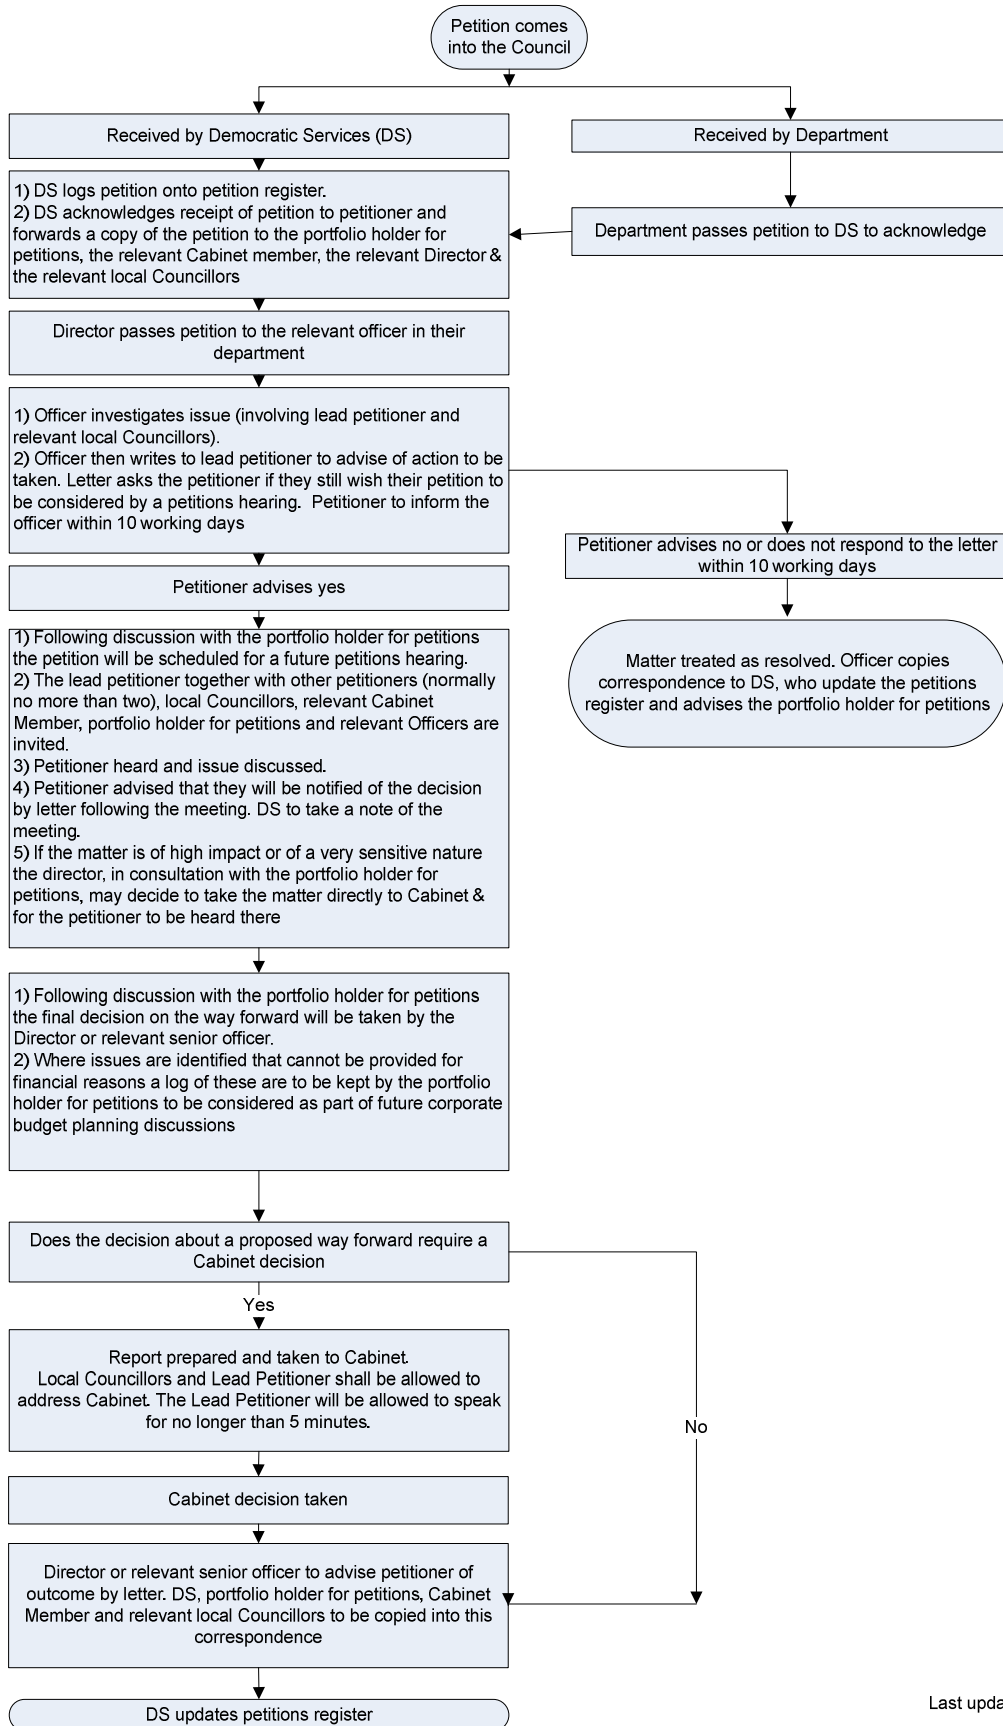 Petition comes
into the Council
Received by Democratic Services (DS)
Received by Department
1) DS logs petition onto petition register.
2) DS acknowledges receipt of petition to petitioner and
forwards a copy of the petition to the portfolio holder for
petitions, the relevant Cabinet member, the relevant Director &
the relevant local Councillors
Department passes petition to DS to acknowledge
Director passes petition to the relevant officer in their
department
1) Officer investigates issue (involving lead petitioner and
relevant local Councillors).
2) Officer then writes to lead petitioner to advise of action to be
taken. Letter asks the petitioner if they still wish their petition to
be considered by a petitions hearing.  Petitioner to inform the
officer within 10 working days
Petitioner advises no or does not respond to the letter
within 10 working days
Petitioner advises yes
Matter treated as resolved. Officer copies
correspondence to DS, who update the petitions
register and advises the portfolio holder for petitions
1) Following discussion with the portfolio holder for petitions
the petition will be scheduled for a future petitions hearing.
2) The lead petitioner together with other petitioners (normally
no more than two), local Councillors, relevant Cabinet
Member, portfolio holder for petitions and relevant Officers are
invited.
3) Petitioner heard and issue discussed.
4) Petitioner advised that they will be notified of the decision
by letter following the meeting. DS to take a note of the
meeting.
5) If the matter is of high impact or of a very sensitive nature
the director, in consultation with the portfolio holder for
petitions, may decide to take the matter directly to Cabinet &
for the petitioner to be heard there
1) Following discussion with the portfolio holder for petitions
the final decision on the way forward will be taken by the
Director or relevant senior officer.
2) Where issues are identified that cannot be provided for
financial reasons a log of these are to be kept by the portfolio
holder for petitions to be considered as part of future corporate
budget planning discussions
Does the decision about a proposed way forward require a
Cabinet decision
Yes
Report prepared and taken to Cabinet.
Local Councillors and Lead Petitioner shall be allowed to
address Cabinet. The Lead Petitioner will be allowed to speak
for no longer than 5 minutes.
No
Cabinet decision taken
Director or relevant senior officer to advise petitioner of
outcome by letter. DS, portfolio holder for petitions, Cabinet
Member and relevant local Councillors to be copied into this
correspondence
DS updates petitions register
Last